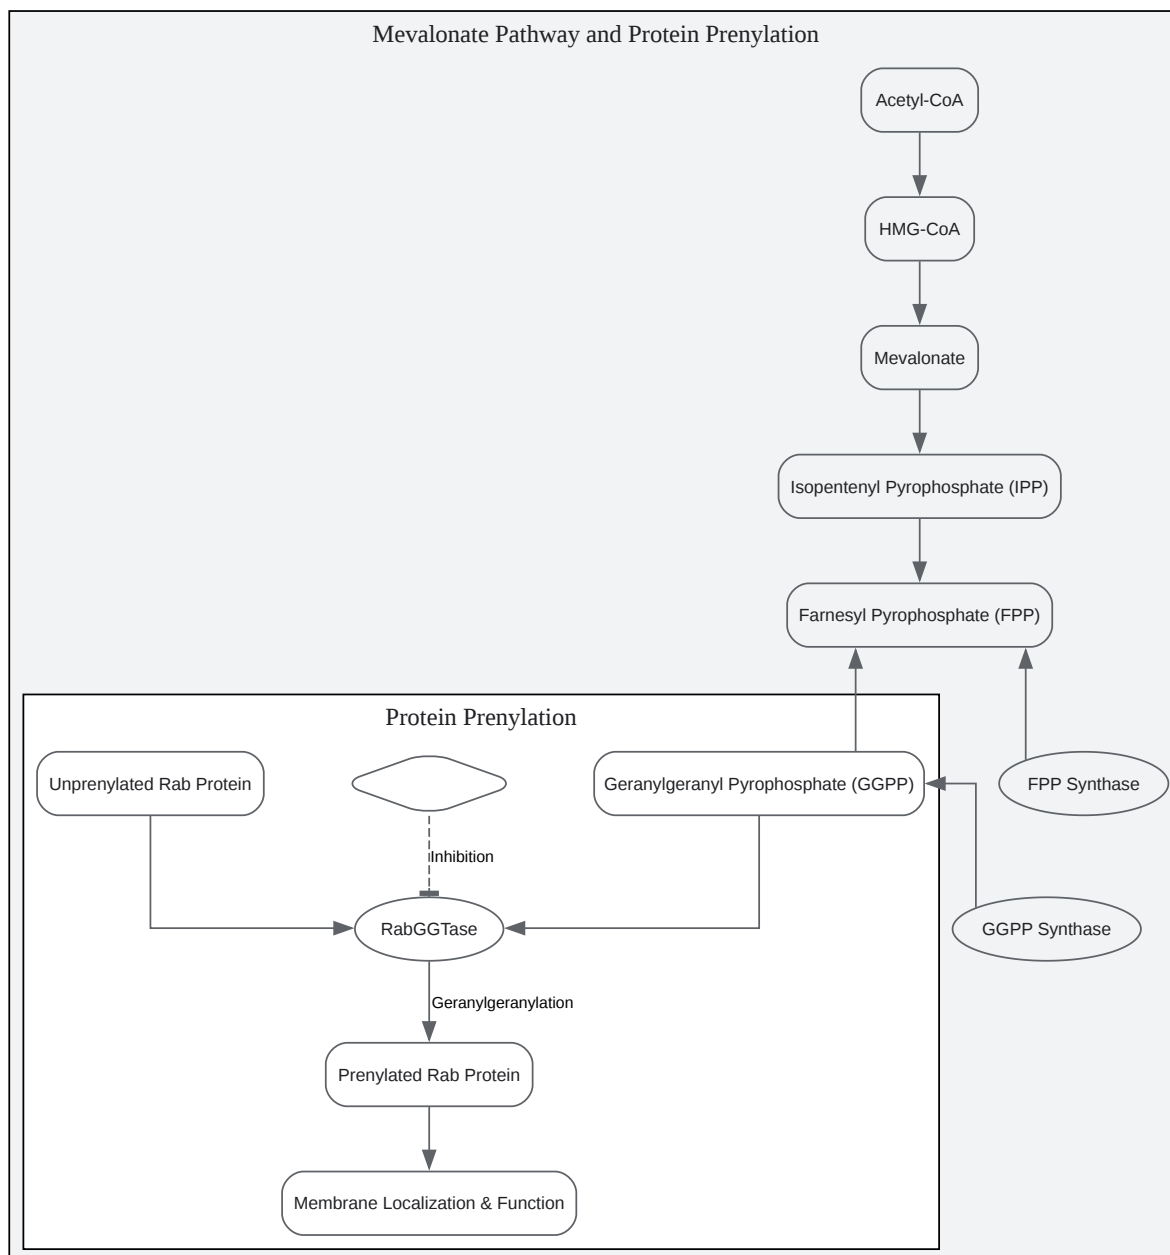 Mevalonate Pathway and Protein Prenylation
Acetyl-CoA
HMG-CoA
Mevalonate
Isopentenyl Pyrophosphate (IPP)
Farnesyl Pyrophosphate (FPP)
Protein Prenylation
Unprenylated Rab Protein
Geranylgeranyl Pyrophosphate (GGPP)
FPP Synthase
Inhibition
RabGGTase
GGPP Synthase
Geranylgeranylation
Prenylated Rab Protein
Membrane Localization & Function